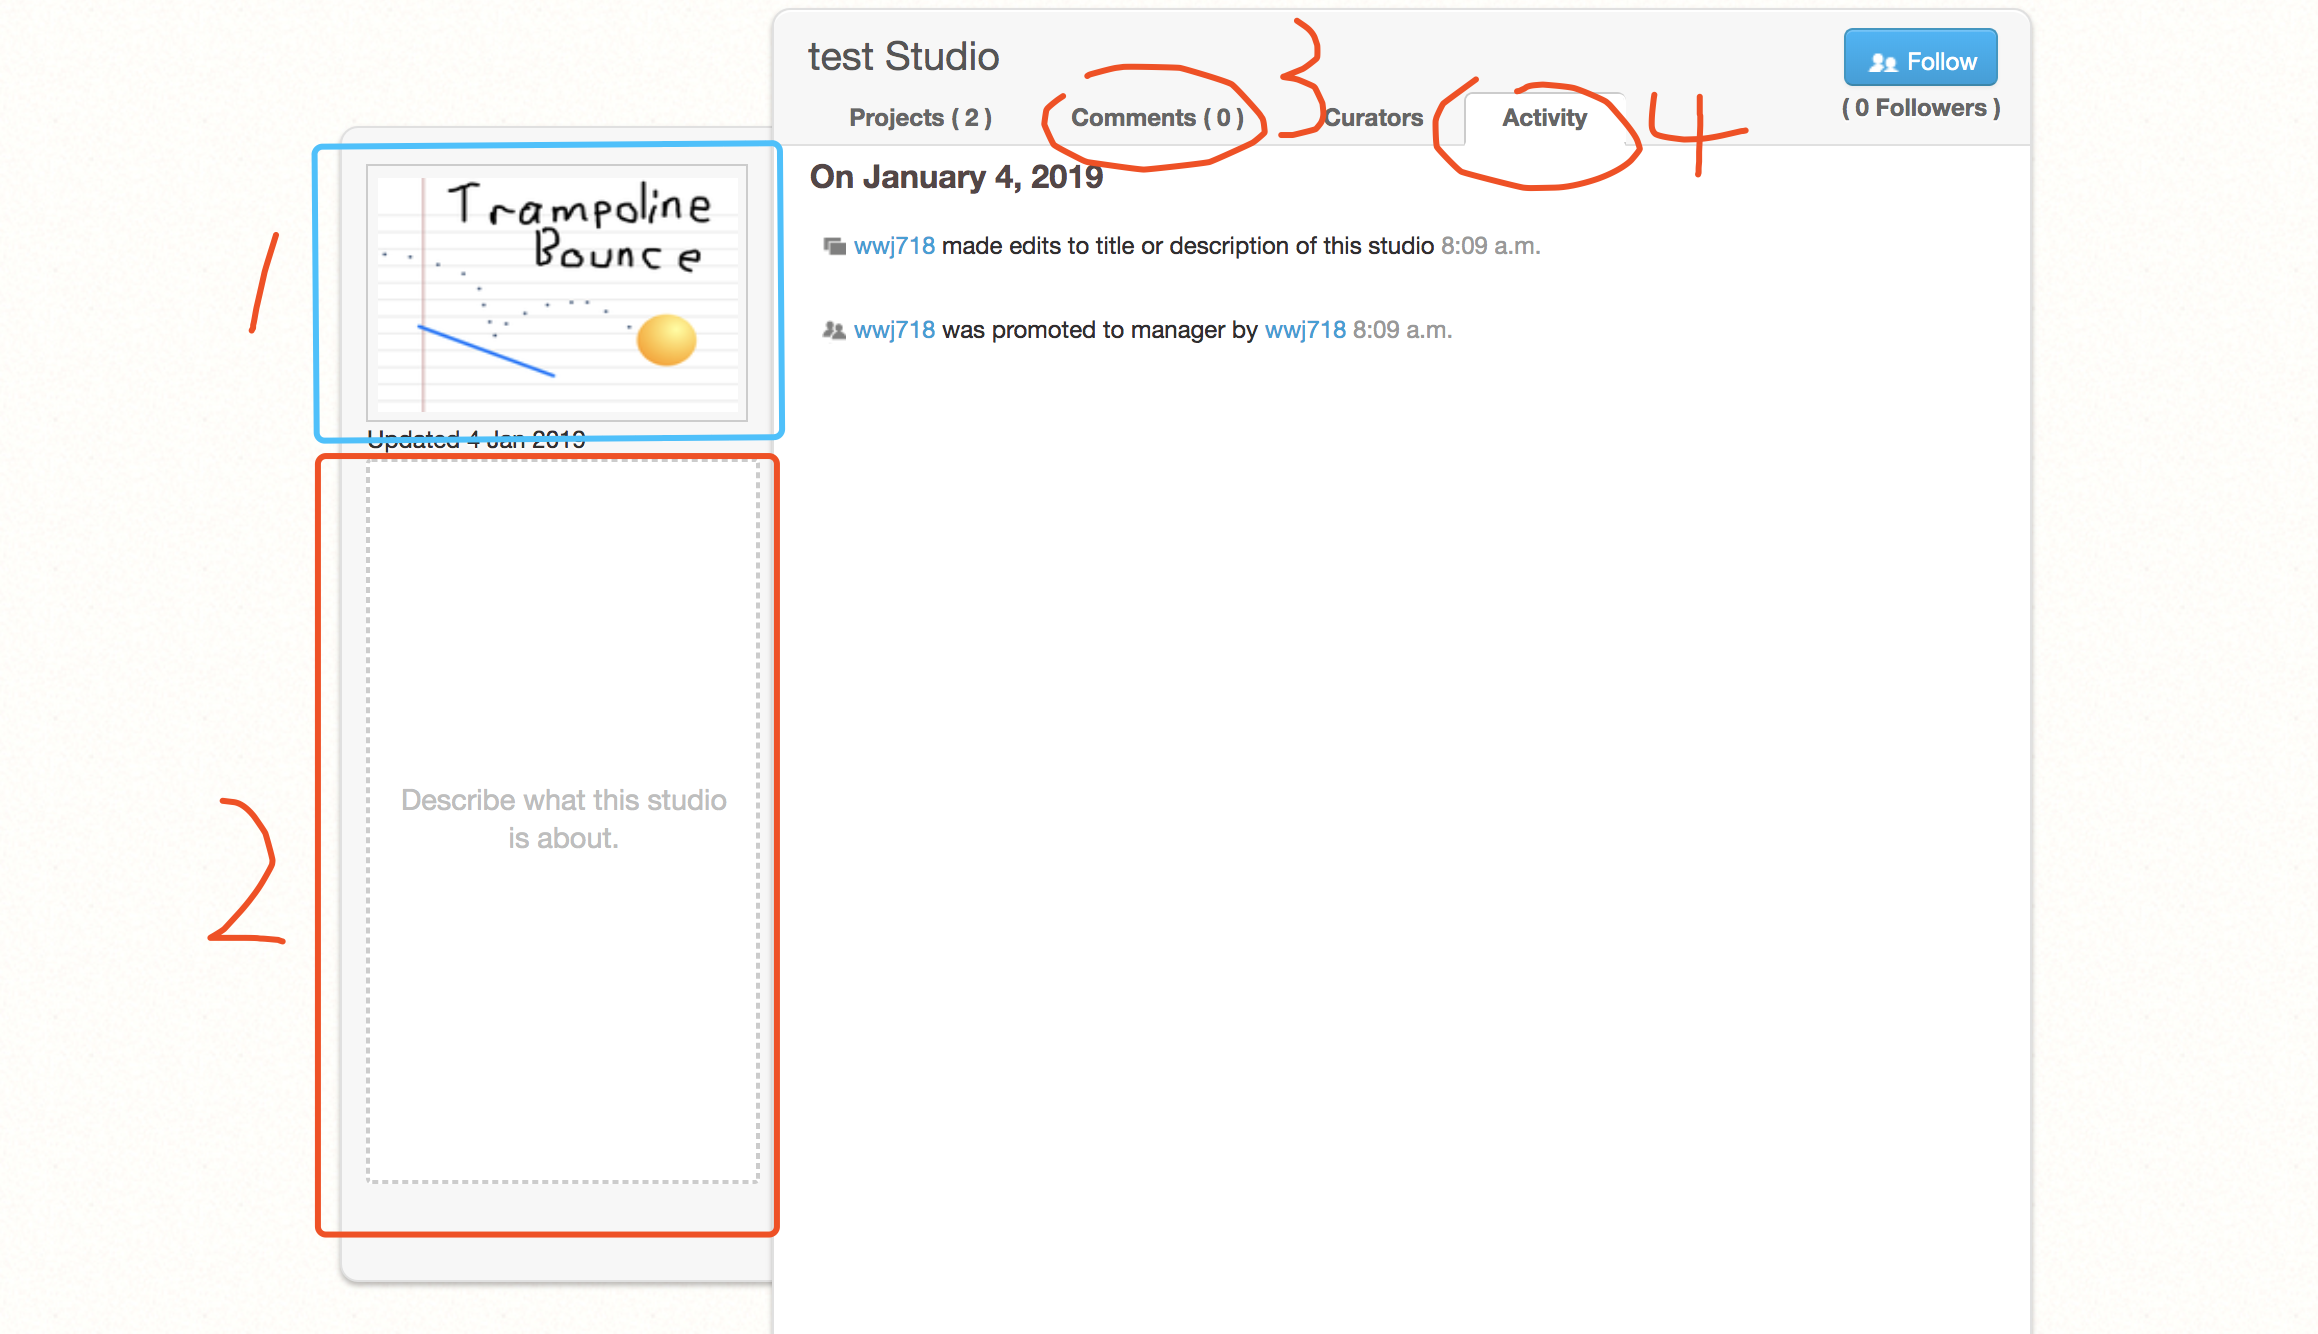 test Studio
Follow
( 0 Followers )
Projects ( 2 )
Comments ( 0 )
3
Curators
Activity
4
1
Trampoline
Bounce
Updated 4 Jan 2019
2
Describe what this studio
is about.
On January 4, 2019
wwj718 made edits to title or description of this studio 8:09 a.m.
wwj718 was promoted to manager by wwj718 8:09 a.m.